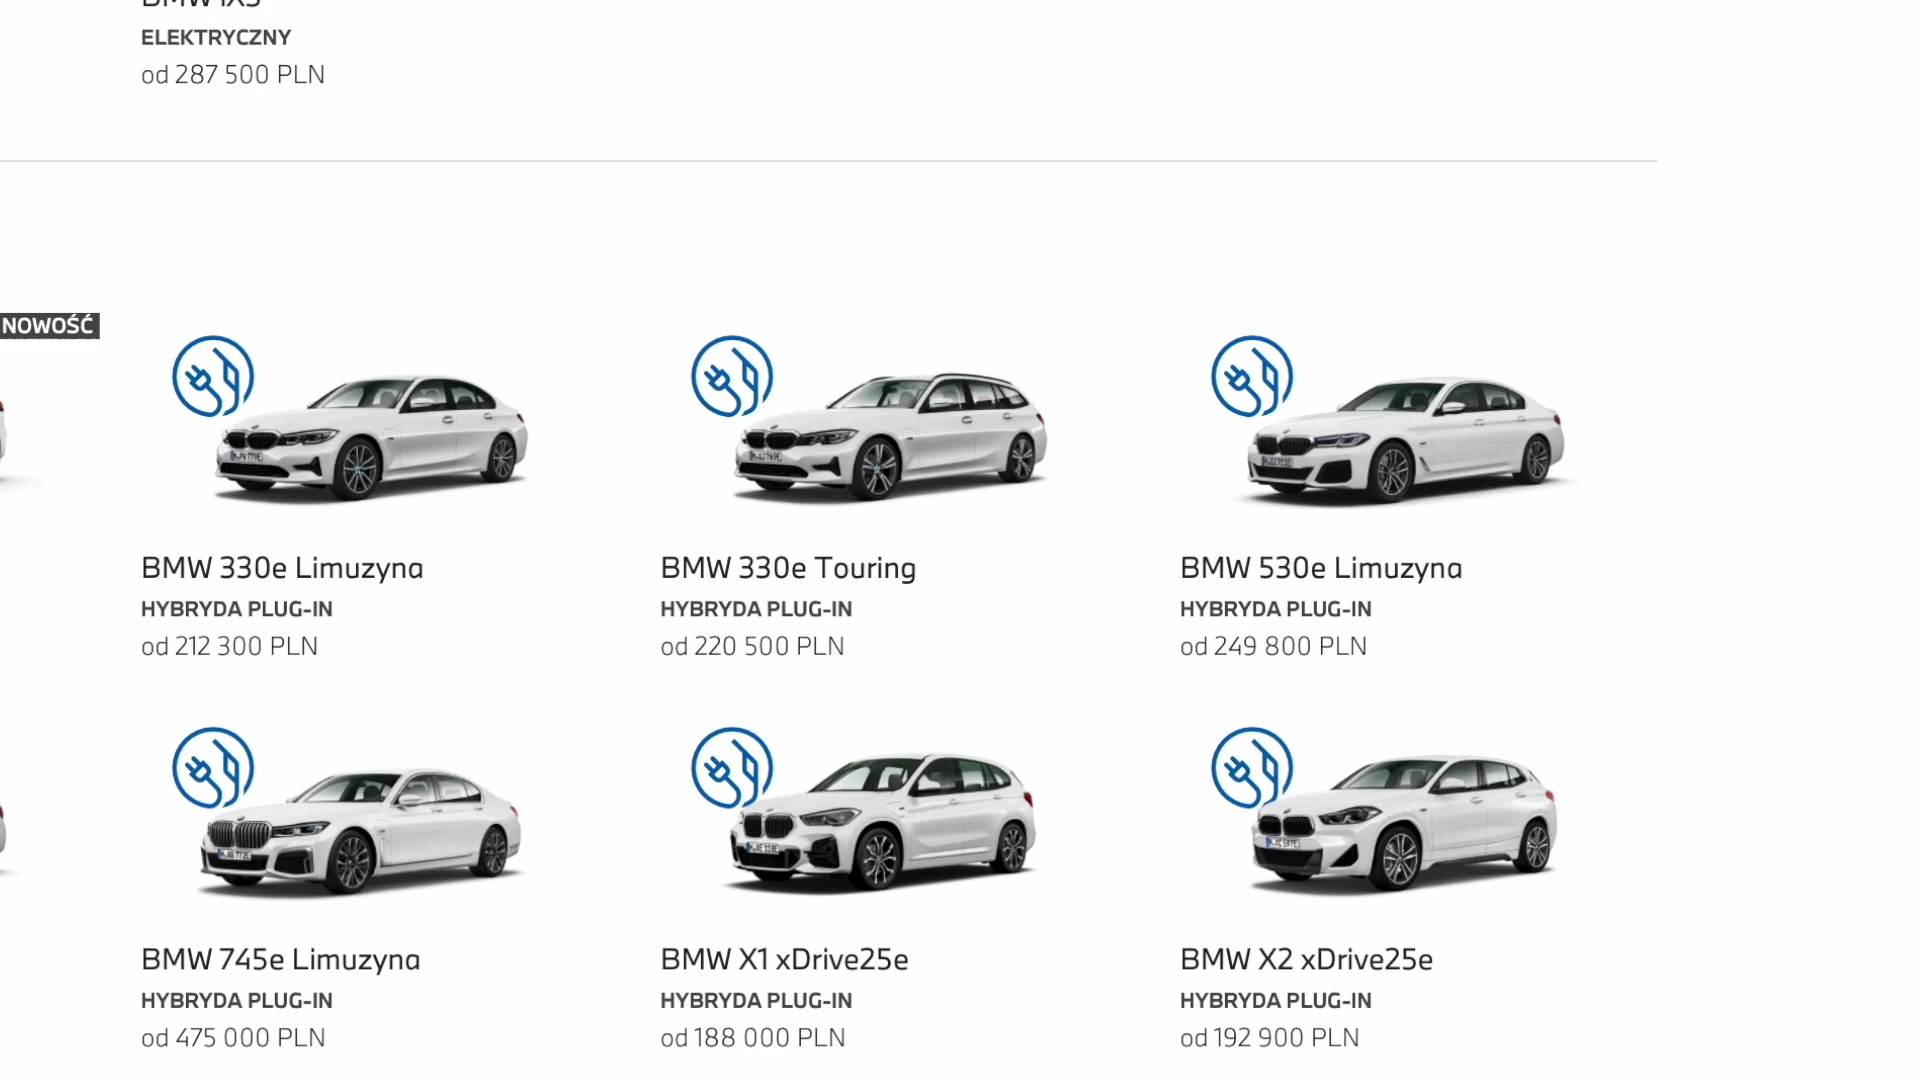 BMW iX3
ELEKTRYCZNY
od 287 500 PLN
NOWOŚĆ
BMW 330e Limuzyna
HYBRYDA PLUG-IN
od 212 300 PLN
BMW 330e Touring
HYBRYDA PLUG-IN
od 220 500 PLN
BMW 530e Limuzyna
HYBRYDA PLUG-IN
od 249 800 PLN
BMW 745e Limuzyna
HYBRYDA PLUG-IN
od 475 000 PLN
BMW X1 xDrive25e
HYBRYDA PLUG-IN
od 188 000 PLN
BMW X2 xDrive25e
HYBRYDA PLUG-IN
od 192 900 PLN